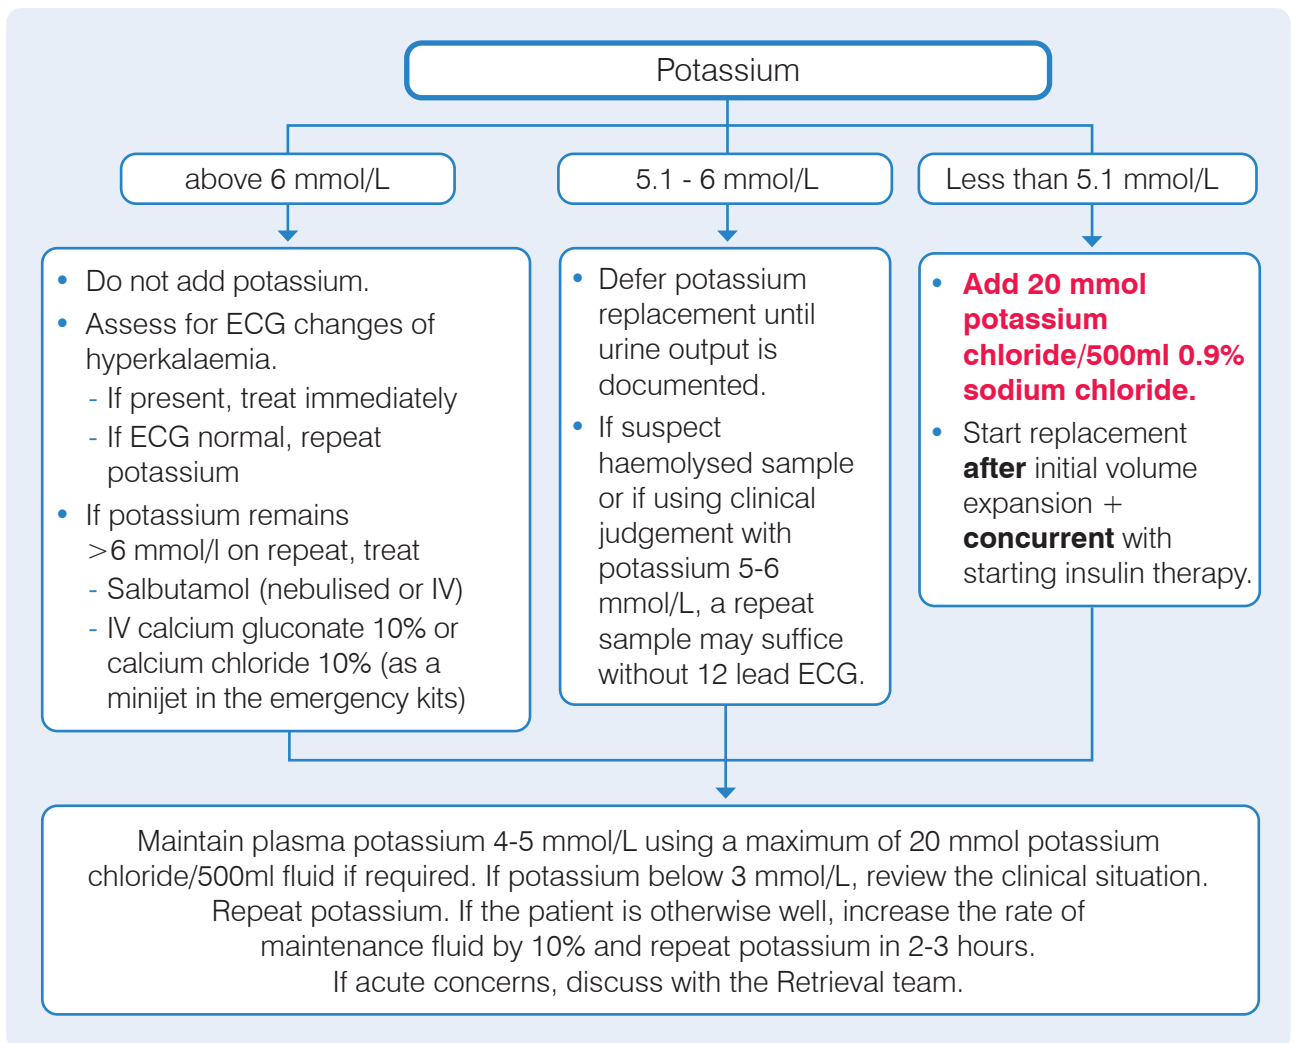 Potassium
above 6 mmol/L
• Do not add potassium.
• Assess for ECG changes of
hyperkalaemia.
- If present, treat immediately
- If ECG normal, repeat
potassium
• If potassium remains
>6 mmol/l on repeat, treat
- Salbutamol (nebulised or IV)
- IV calcium gluconate 10% or
calcium chloride 10% (as a
minijet in the emergency kits)
5.1 - 6 mmol/L
• Defer potassium
replacement until
urine output is
documented.
• If suspect
haemolysed sample
or if using clinical
judgement with
potassium 5-6
mmol/L, a repeat
sample may suffice
without 12 lead ECG.
Less than 5.1 mmol/L
• Add 20 mmol
potassium
chloride/500ml 0.9%
sodium chloride.
• Start replacement
after initial volume
expansion +
concurrent with
starting insulin therapy.
Maintain plasma potassium 4-5 mmol/L using a maximum of 20 mmol potassium
chloride/500ml fluid if required. If potassium below 3 mmol/L, review the clinical situation.
Repeat potassium. If the patient is otherwise well, increase the rate of
maintenance fluid by 10% and repeat potassium in 2-3 hours.
If acute concerns, discuss with the Retrieval team.